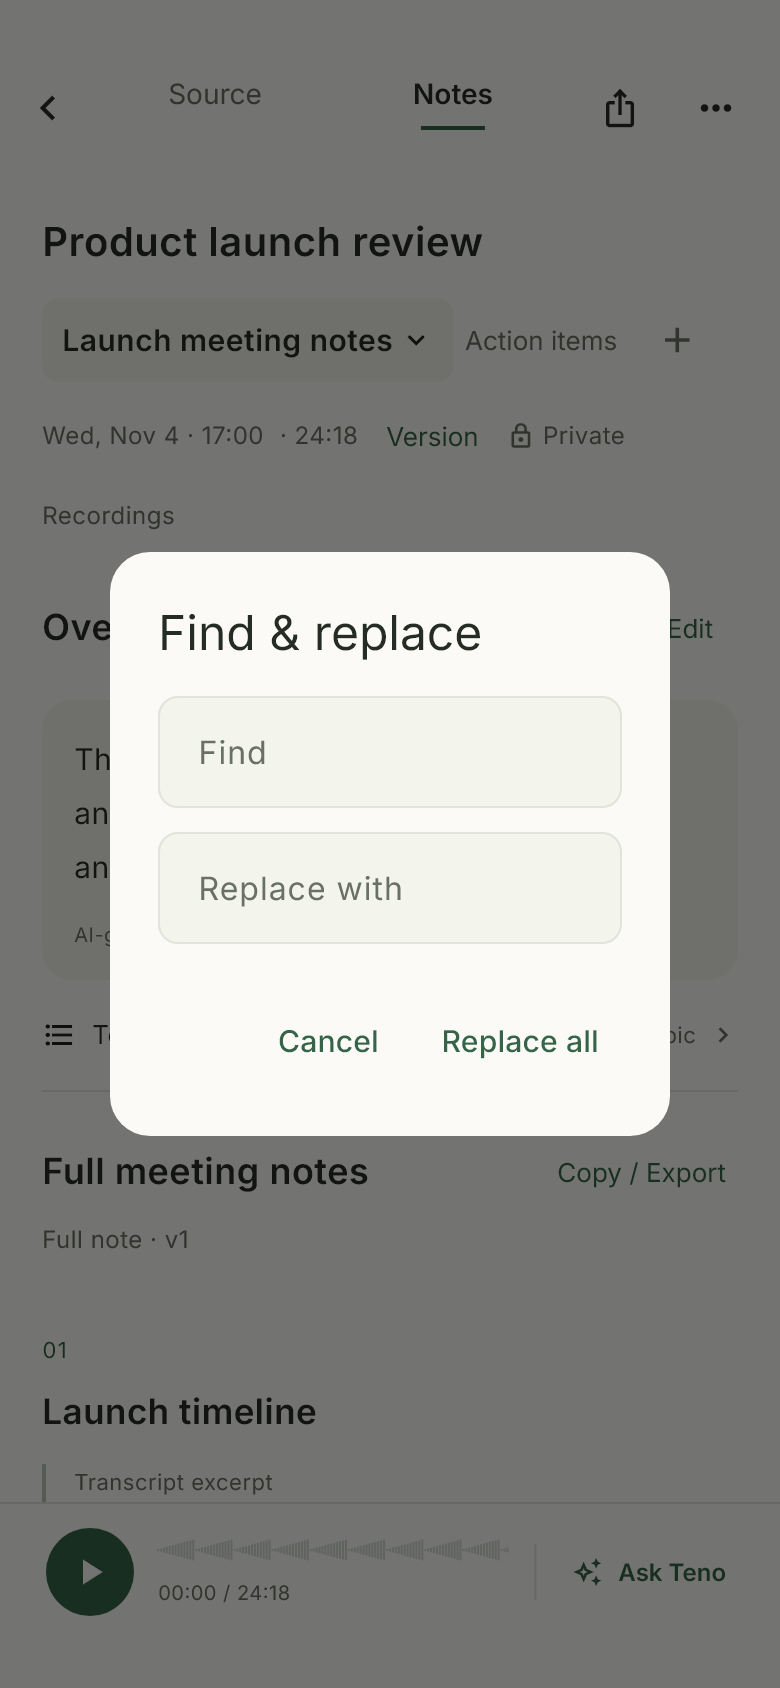 Source
Notes
Product launch review
Launch meeting notes
Action items
Wed, Nov 4 · 17:00 · 24:18
Version
Private
Recordings
Edit
Find & replace
Find
Replace with
Cancel
Replace all
Full meeting notes
Copy / Export
Full note · v1
01
Launch timeline
Transcript excerpt
00:00 / 24:18
Ask Teno